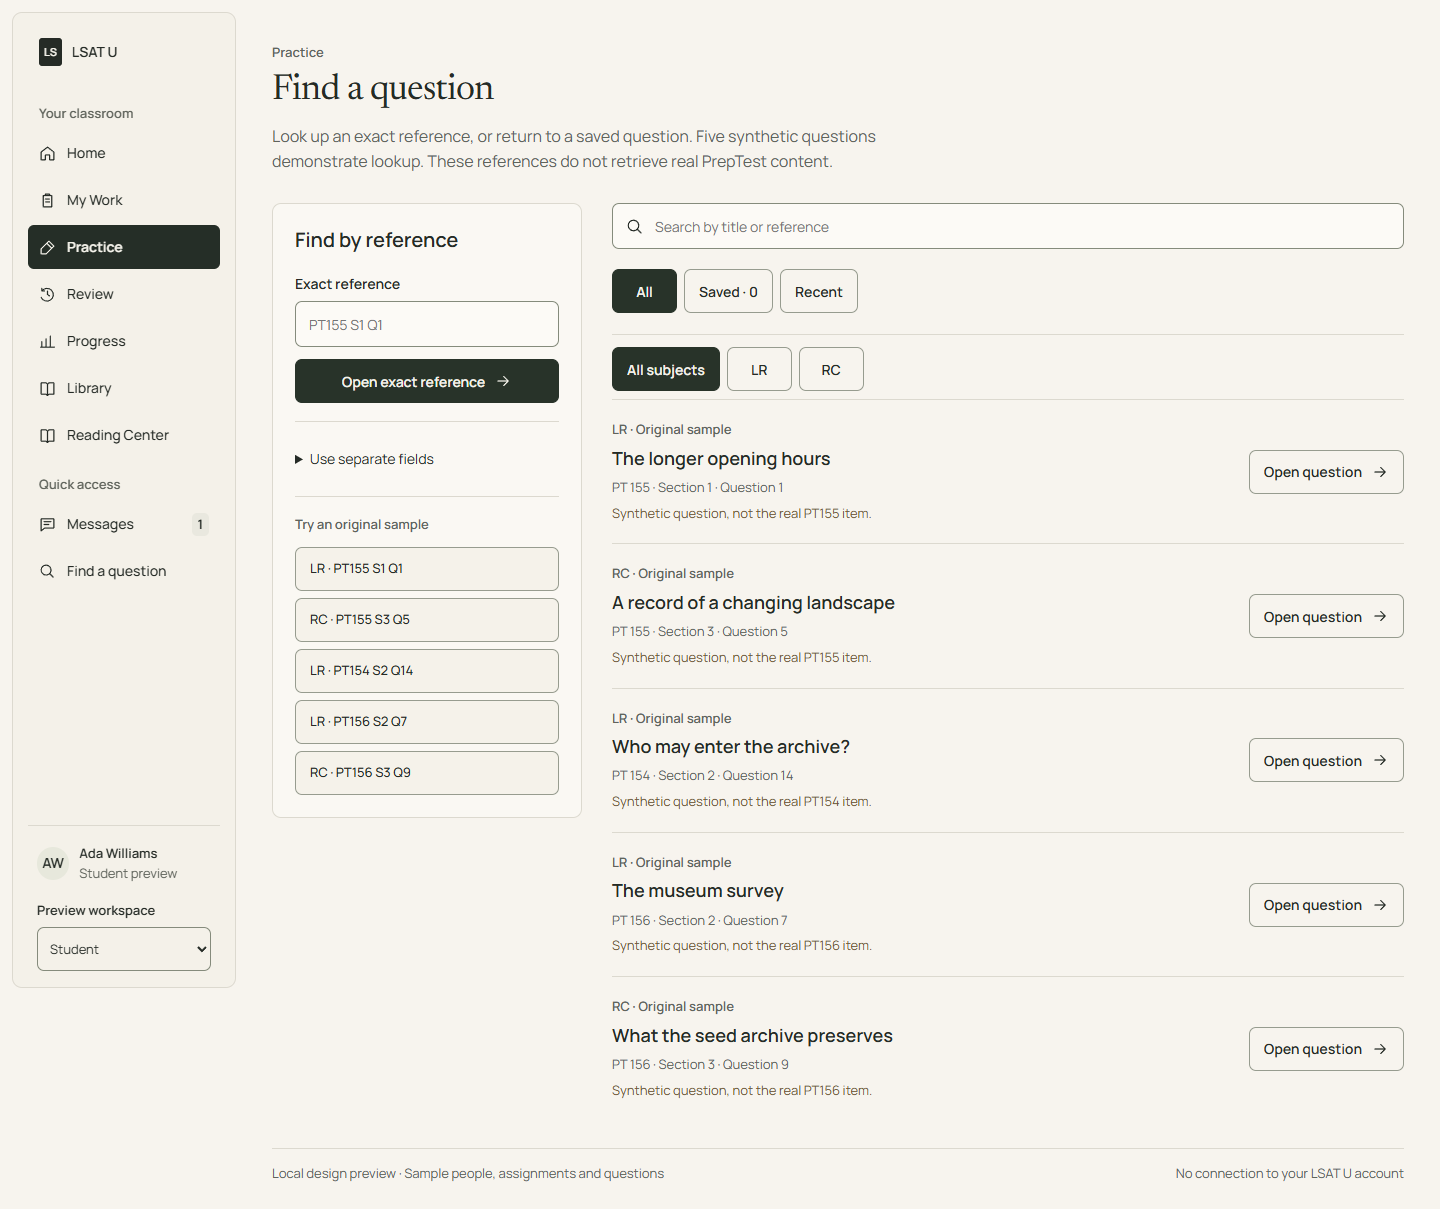 LS LSAT U
Your classroom
Home
My Work
Practice
Review
Progress
Library
Reading Center
Quick access
Messages 1
Find a question
AW
Ada Williams
Student preview
Preview workspace
Student
Practice
Find a question
Look up an exact reference, or return to a saved question. Five synthetic questions
demonstrate lookup. These references do not retrieve real PrepTest content.
Find by reference
Exact reference
PT155 S1 Q1
Open exact reference →
Use separate fields
Try an original sample
LR · PT155 S1 Q1
RC · PT155 S3 Q5
LR · PT154 S2 Q14
LR · PT156 S2 Q7
RC · PT156 S3 Q9
Search by title or reference
All Saved · 0 Recent
All subjects LR RC
LR · Original sample
The longer opening hours
PT 155 · Section 1 · Question 1
Synthetic question, not the real PT155 item.
Open question →
RC · Original sample
A record of a changing landscape
PT 155 · Section 3 · Question 5
Synthetic question, not the real PT155 item.
Open question →
LR · Original sample
Who may enter the archive?
PT 154 · Section 2 · Question 14
Synthetic question, not the real PT154 item.
Open question →
LR · Original sample
The museum survey
PT 156 · Section 2 · Question 7
Synthetic question, not the real PT156 item.
Open question →
RC · Original sample
What the seed archive preserves
PT 156 · Section 3 · Question 9
Synthetic question, not the real PT156 item.
Open question →
Local design preview · Sample people, assignments and questions
No connection to your LSAT U account